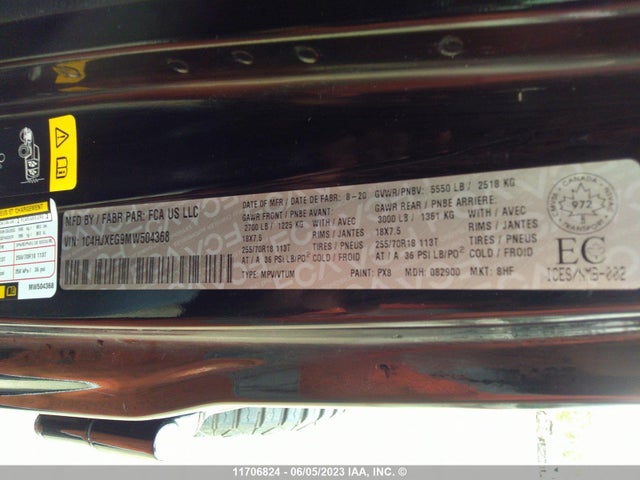 MFD BY / FABR PAR: FCA US LLC
VIN: 1C4HJXEG9MW504368
DATE OF MFR / DATE DE FABR: 8-20
GAWR FRONT / PNBE AVANT:
2700 LB / 1225 KG WITH / AVEC
18X7.5 RIMS / JANTES
255/70R18 113T TIRES / PNEUS
AT / A 36 PSI LB/PO² COLD / FROID
TYPE: MPV/VTUM PAINT: PX8
GVWR/PNBV: 5550 LB / 2518 KG
GAWR REAR / PNBE ARRIERE:
3000 LB / 1361 KG WITH / AVEC
18X7.5 RIMS / JANTES
255/70R18 113T TIRES / PNEUS
AT / A 36 PSI LB/PO² COLD / FROID
MDH: 082900 MKT: BHF
CANADA
972
5
EC
ICES/NMB-002
MW504368
11706824 - 06/05/2023 IAA, Inc. ©